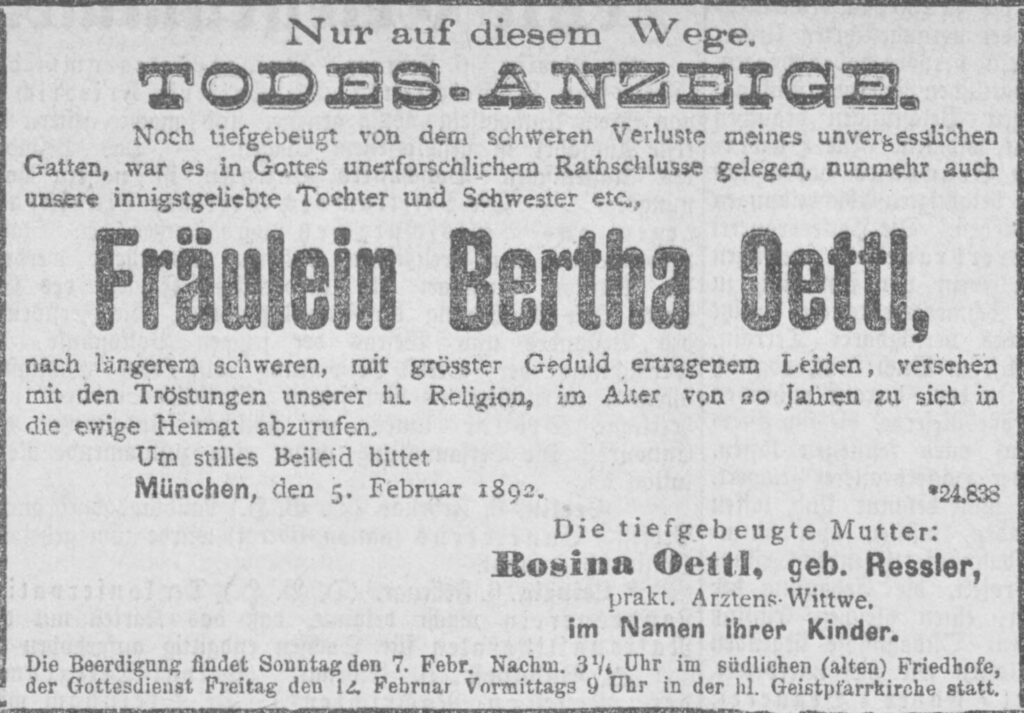 Nur auf diesem Wege.
TODES-ANZEIGE.
Noch tiefgebeugt von dem schweren Verluste meines unvergesslichen
Gatten, war es in Gottes unerforschlichem Rathschlusse gelegen, nunmehr auch
unsere innigstgeliebte Tochter und Schwester etc.,
Fräulein Bertha Oettl,
nach längerem schweren, mit grösster Geduld ertragenem Leiden, versehen
mit den Tröstungen unserer hl. Religion, im Alter von 20 Jahren zu sich in
die ewige Heimat abzurufen.
Um stilles Beileid bittet
München, den 5. Februar 1892.
*24.838
Die tiefgebeugte Mutter:
Rosina Oettl, geb. Ressler,
prakt. Arztens-Wittwe.
im Namen ihrer Kinder.
Die Beerdigung findet Sonntag den 7. Febr. Nachm. 3¼ Uhr im südlichen (alten) Friedhofe,
der Gottesdienst Freitag den 12. Februar Vormittags 9 Uhr in der hl. Geistpfarrkirche statt.